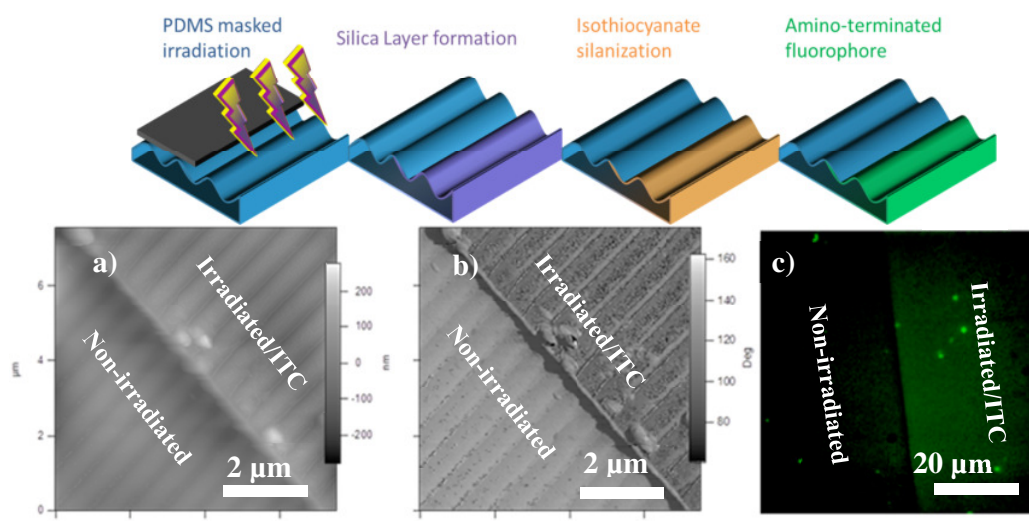 PDMS masked
irradiation
Silica Layer formation
Isothiocyanate
silanization
Amino-terminated
fluorophore
a)
Irradiated/ITC
Non-irradiated
2 µm
6
4
2
0
µm
200
100
0
-100
-200
nm
b)
Irradiated/ITC
Non-irradiated
2 µm
160
140
120
100
80
Deg
c)
Non-irradiated
Irradiated/ITC
20 µm